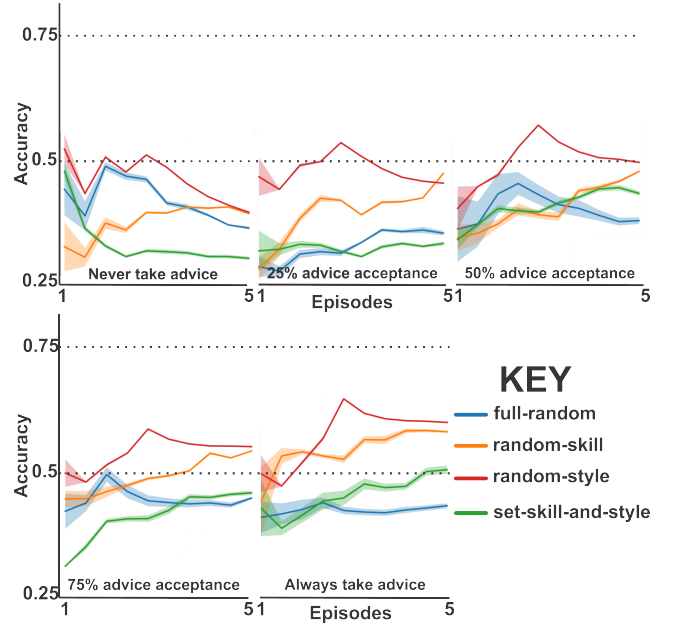 0.75
Accuracy
0.5
0.25
Never take advice
25% advice acceptance
50% advice acceptance
1 51 51 5
Episodes
0.75
Accuracy
0.5
0.25
KEY
full-random
random-skill
random-style
set-skill-and-style
75% advice acceptance
Always take advice
1 51 5
Episodes